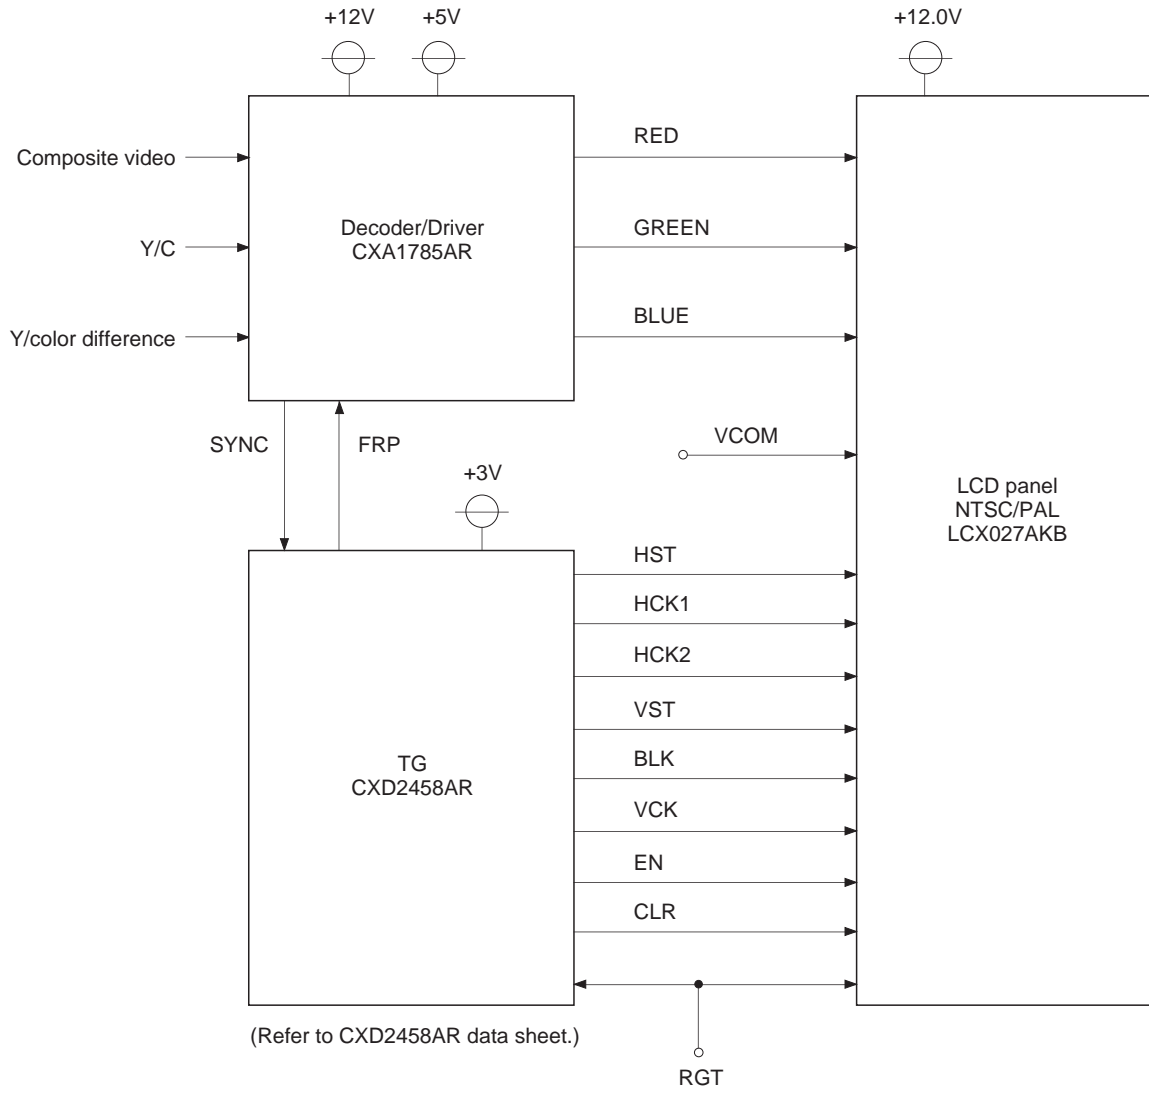 +12V
+5V
+12.0V
Composite video
Y/C
Y/color difference
Decoder/Driver
CXA1785AR
RED
GREEN
BLUE
SYNC
FRP
+3V
VCOM
LCD panel
NTSC/PAL
LCX027AKB
TG
CXD2458AR
HST
HCK1
HCK2
VST
BLK
VCK
EN
CLR
(Refer to CXD2458AR data sheet.)
RGT